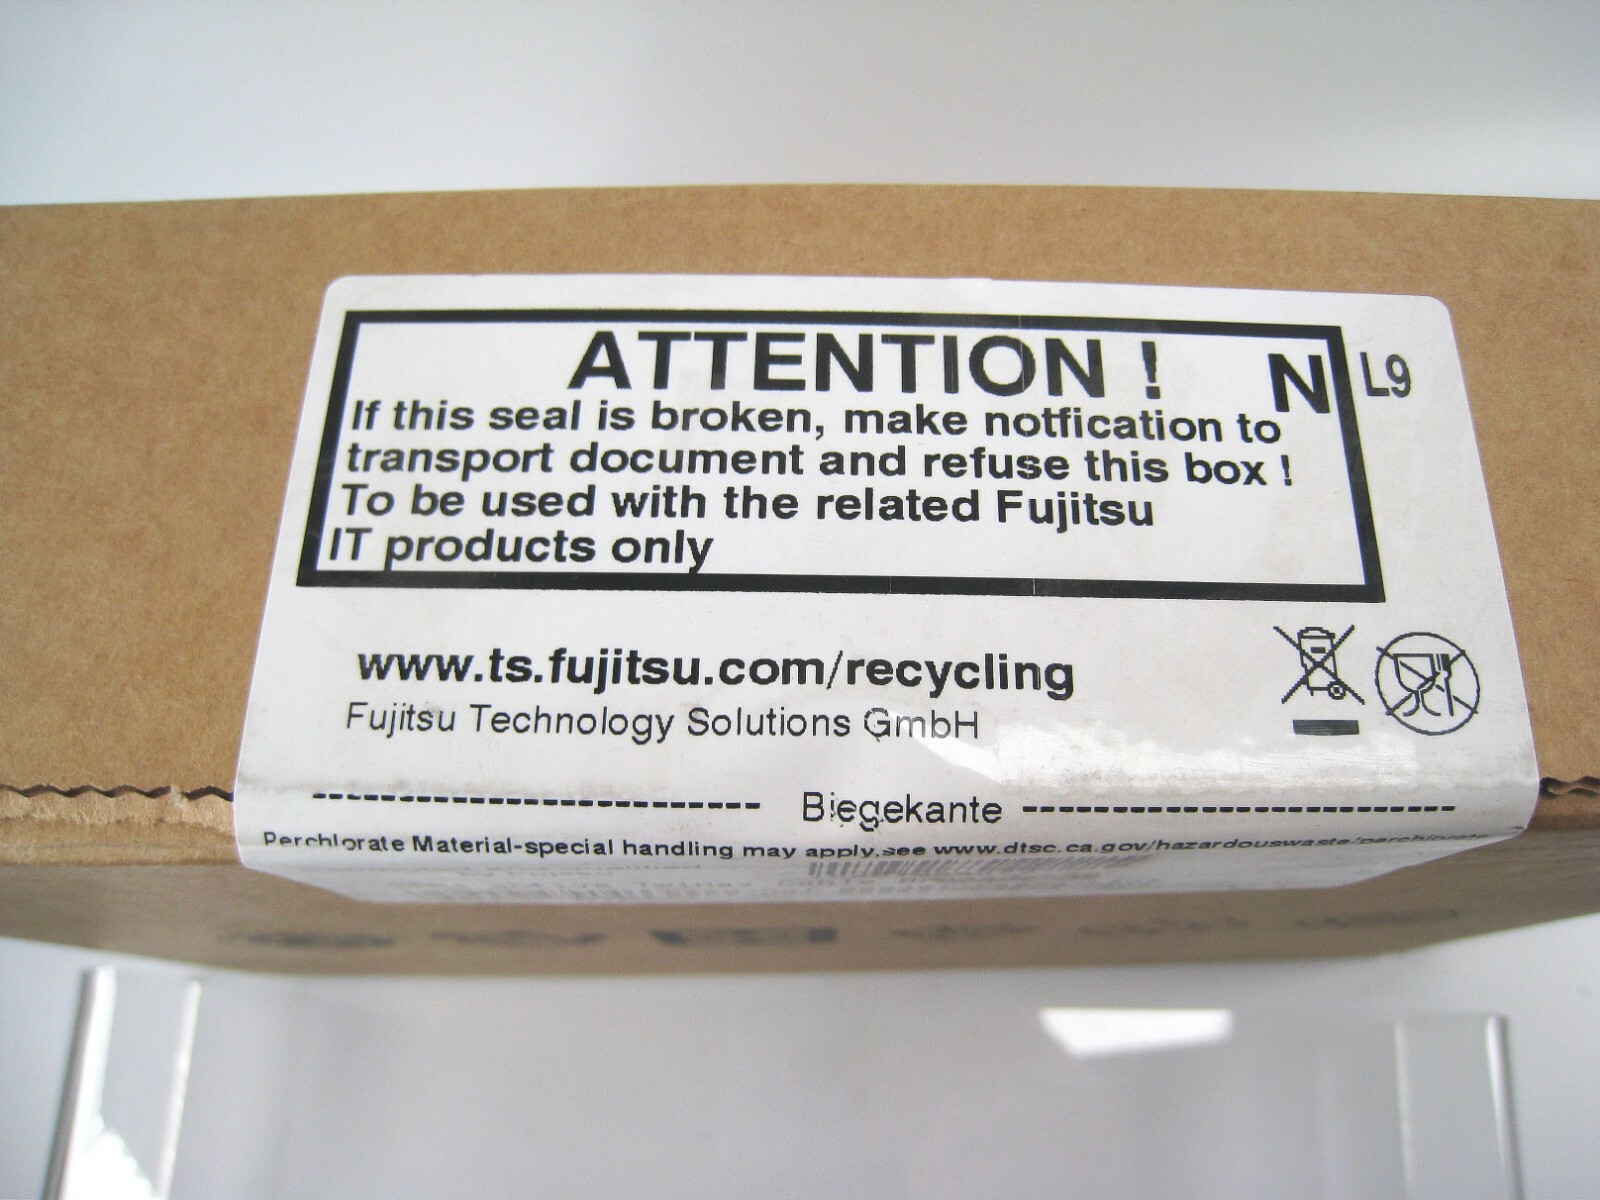 ATTENTION !
N
L9
If this seal is broken, make notfication to
transport document and refuse this box !
To be used with the related Fujitsu
IT products only
www.ts.fujitsu.com/recycling
Fujitsu Technology Solutions GmbH
------------------------ Biegekante ------------------------
Perchlorate Material-special handling may apply.see www.dtsc.ca.gov/hazardouswaste/perchlorate